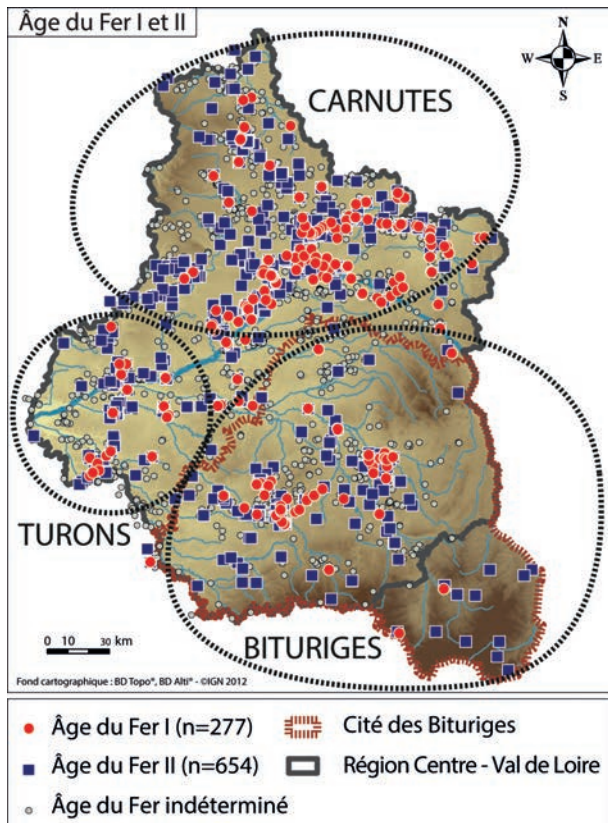 Âge du Fer I et II
N
W E
S
CARNUTES
TURONS
BITURIGES
0 10 30 km
Fond cartographique : BD Topo®, BD Alti® - ©IGN 2012
Âge du Fer I (n=277)
Cité des Bituriges
Âge du Fer II (n=654)
Région Centre - Val de Loire
Âge du Fer indéterminé